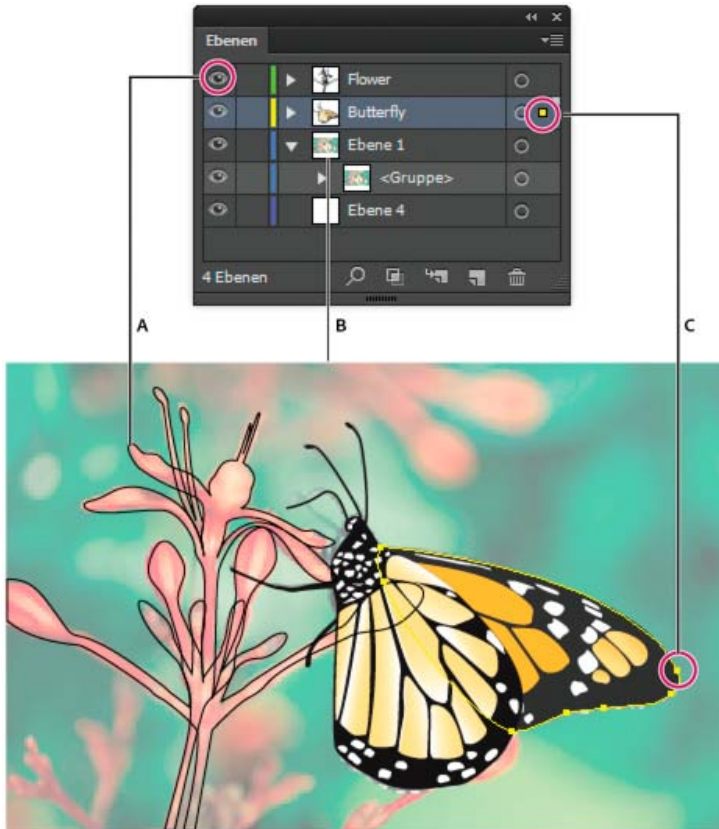 Ebenen
Flower
Butterfly
Ebene 1
<Gruppe>
Ebene 4
4 Ebenen
A
B
C